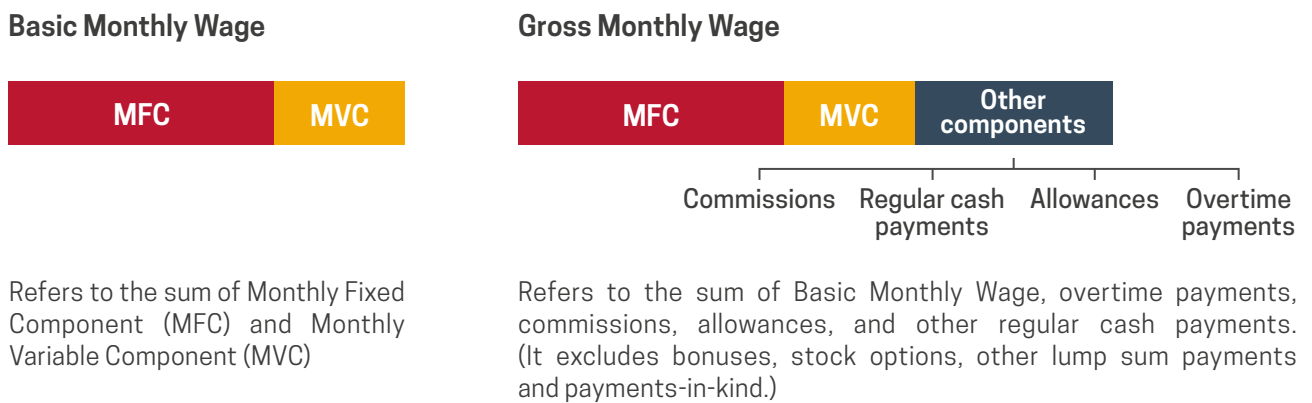 Basic Monthly Wage
MFC
MVC
Refers to the sum of Monthly Fixed
Component (MFC) and Monthly
Variable Component (MVC)
Gross Monthly Wage
MFC
MVC
Other
components
Commissions
Regular cash
payments
Allowances
Overtime
payments
Refers to the sum of Basic Monthly Wage, overtime payments,
commissions, allowances, and other regular cash payments.
(It excludes bonuses, stock options, other lump sum payments
and payments-in-kind.)